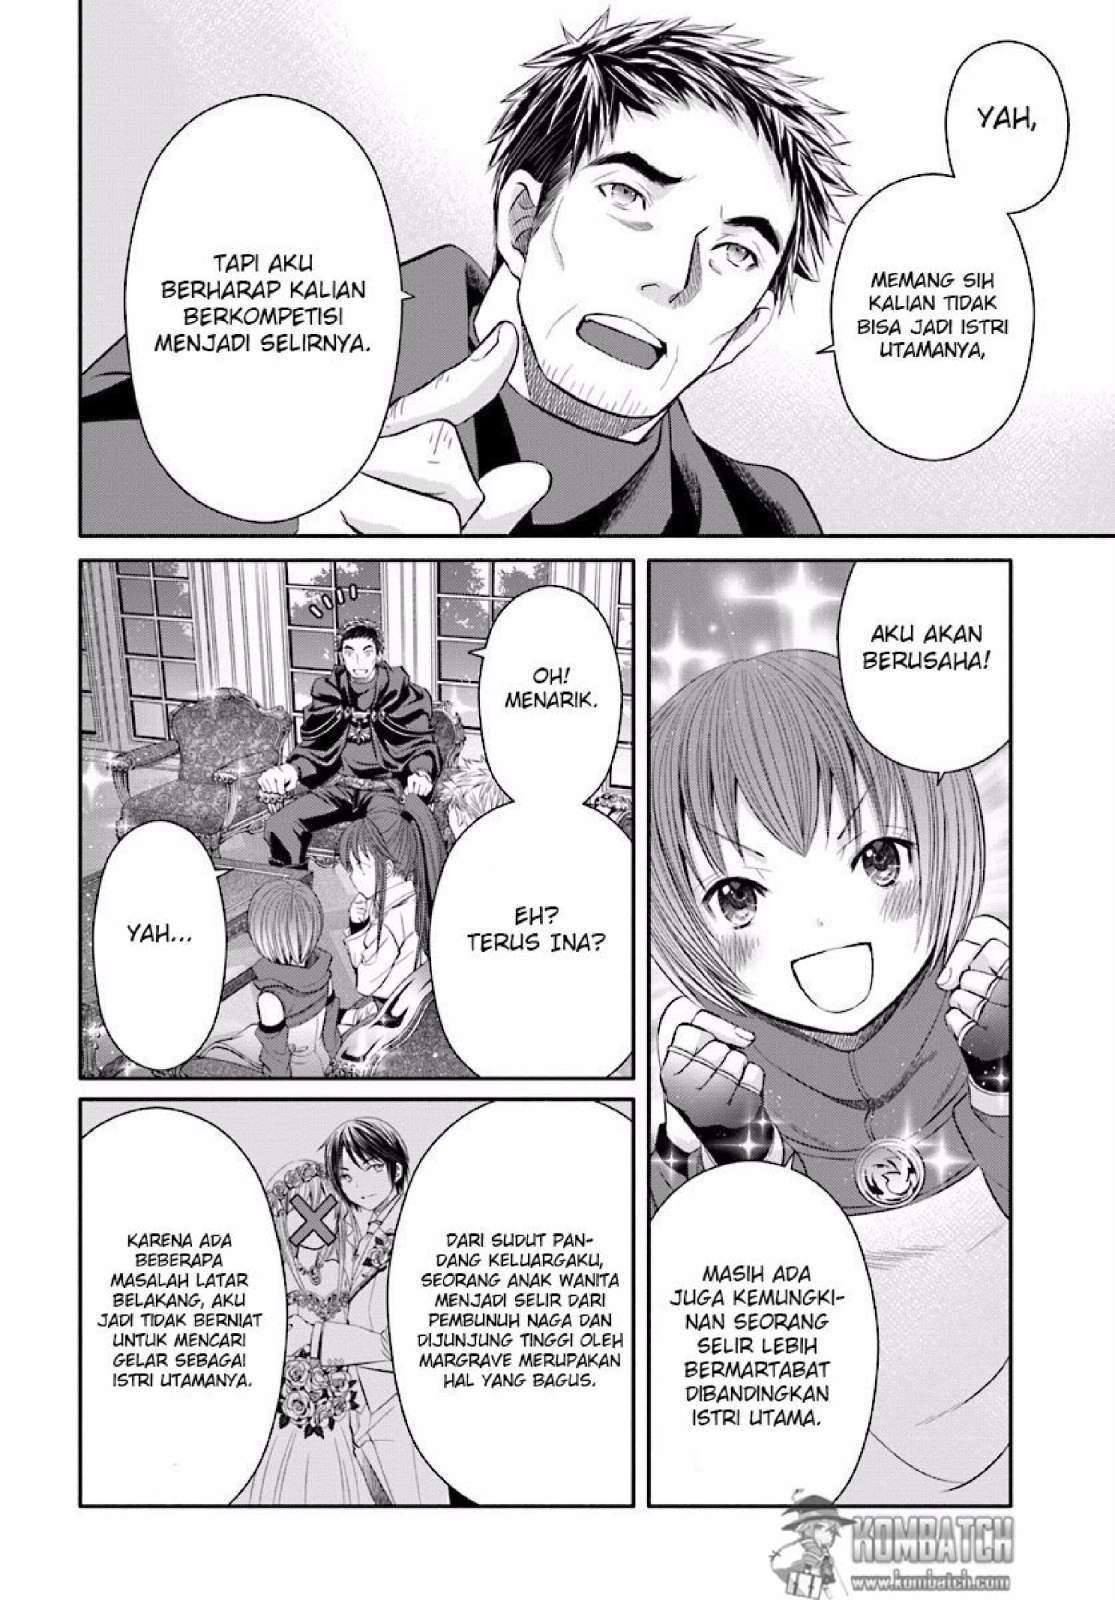 YAH,
MEMANG SIH
KALIAN TIDAK
BISA JADI ISTRI
UTAMANYA,
TAPI AKU
BERHARAP KALIAN
BERKOMPETISI
MENJADI SELIRNYA.
AKU AKAN
BERUSAHA!
MASIH ADA
JUGA KEMUNGKI-
NAN SEORANG
SELIR LEBIH
BERMARTABAT
DIBANDINGKAN
ISTRI UTAMA.
OH!
MENARIK.
EH?
TERUS INA?
YAH...
DARI SUDUT PAN-
DANG KELUARGAKU,
SEORANG ANAK WANITA
MENJADI SELIR DARI
PEMBUNUH NAGA DAN
DIJUNJUNG TINGGI OLEH
MARGRAVE MERUPAKAN
HAL YANG BAGUS.
KARENA ADA
BEBERAPA
MASALAH LATAR
BELAKANG, AKU
JADI TIDAK BERNIAT
UNTUK MENCARI
GELAR SEBAGAI
ISTRI UTAMANYA.
KOMBATCH
www.kombatch.com